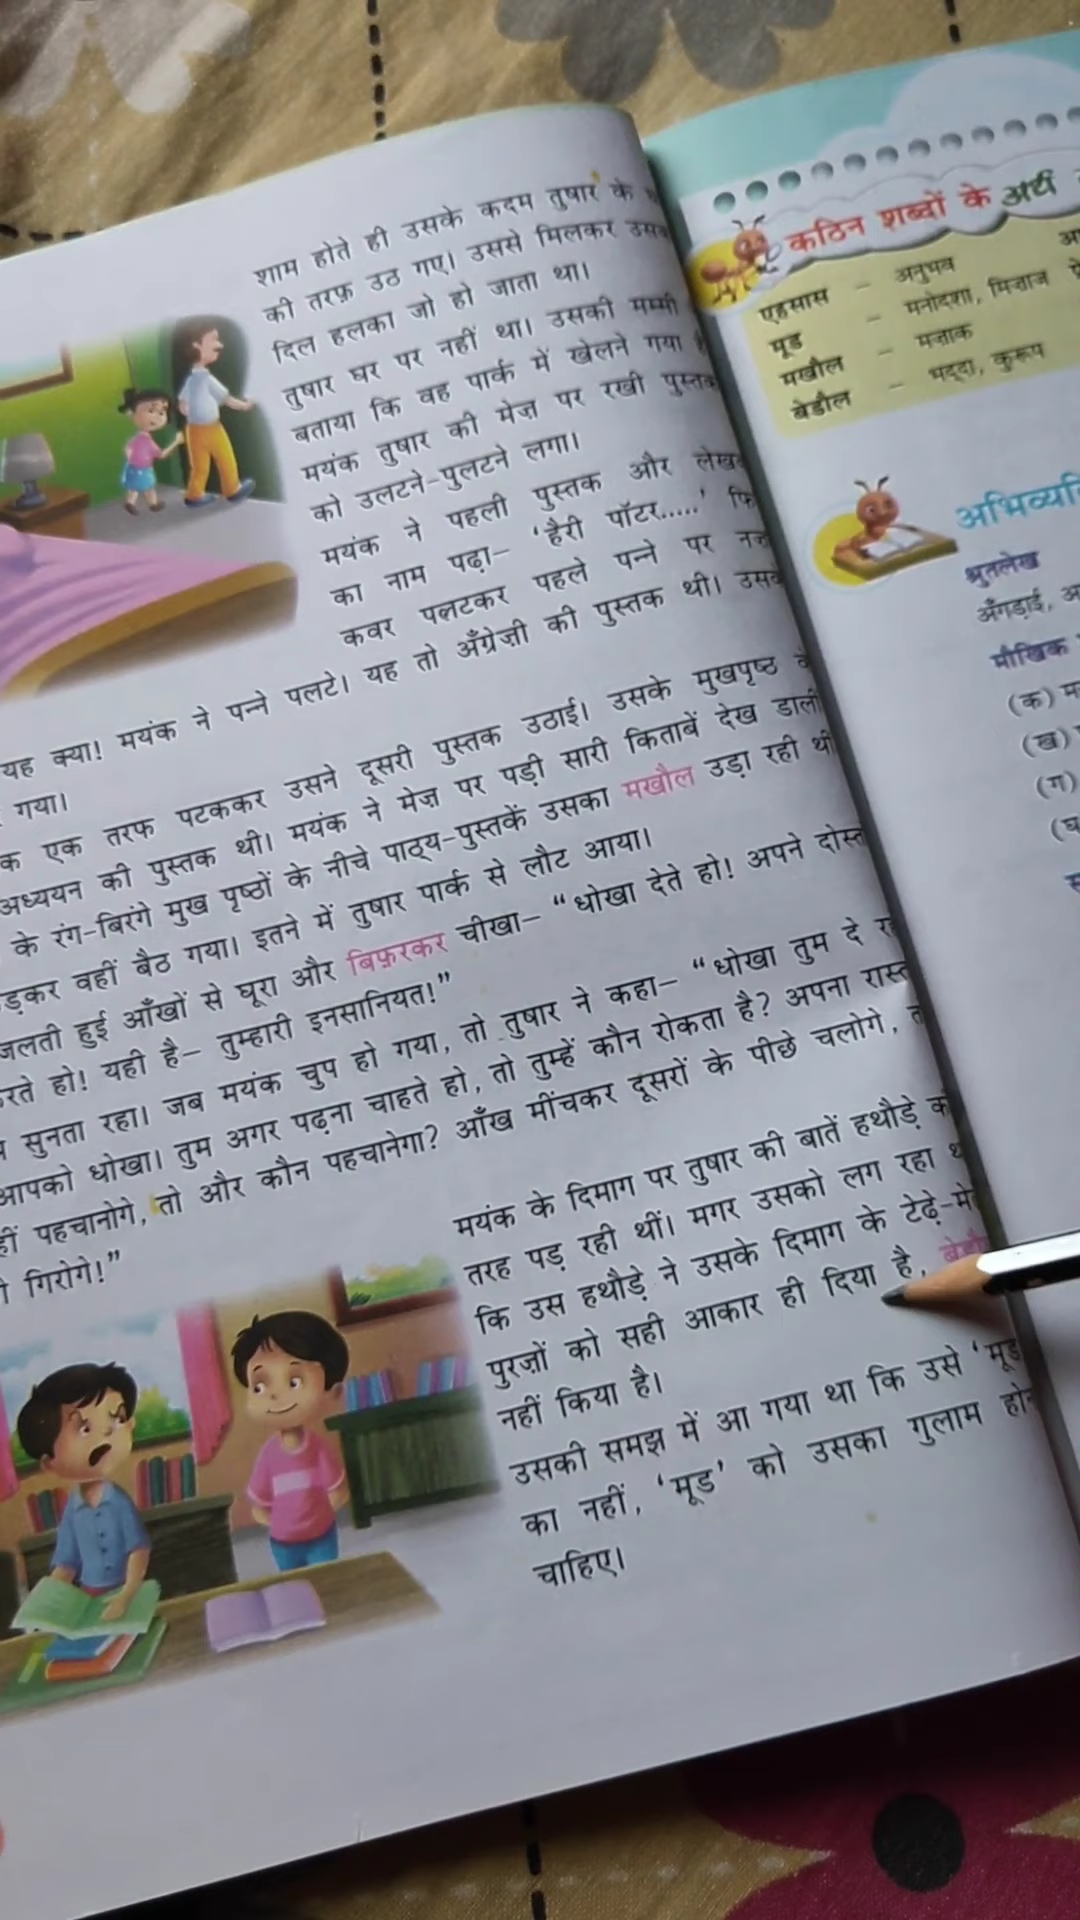 शाम होते ही उसके कदम तुषार के
की तरफ़ उठ गए। उससे मिलकर
दिल हलका जो हो जाता था।
तुषार घर पर नहीं था। उसकी मम्मी
बताया कि वह पार्क में खेलने गया
मयंक तुषार की मेज़ पर रखी
को उलटने-पुलटने लगा।
मयंक ने पहली पुस्तक और
का नाम पढ़ा– ‘हैरी पॉटर.....’
कवर पलटकर पहले पन्ने पर
यह क्या! मयंक ने पन्ने पलटे। यह तो अँग्रेज़ी की पुस्तक थी।
गया।
एक तरफ पटककर उसने दूसरी पुस्तक उठाई। उसके मुखपृष्ठ
अध्ययन की पुस्तक थी। मयंक ने मेज़ पर पड़ी सारी किताबें देख
के रंग-बिरंगे मुख पृष्ठों के नीचे पाठ्य-पुस्तकें उसका मखौल उड़ा रही
वहीं बैठ गया। इतने में तुषार पार्क से लौट आया।
जलती हुई आँखों से घूरा और बिफ़रकर चीखा– “धोखा देते हो! अपने
हो! यही है– तुम्हारी इनसानियत!”
सुनता रहा। जब मयंक चुप हो गया, तो तुषार ने कहा– “धोखा तुम दे
आपको धोखा। तुम अगर पढ़ना चाहते हो, तो तुम्हें कौन रोकता है? अपना
पहचानोगे, तो और कौन पहचानेगा? आँख मींचकर दूसरों के पीछे चलोगे,
गिरोगे!”
मयंक के दिमाग पर तुषार की बातें हथौड़े
तरह पड़ रही थीं। मगर उसको लग रहा
कि उस हथौड़े ने उसके दिमाग के
पुरज़ों को सही आकार ही दिया है,
नहीं किया है।
उसकी समझ में आ गया था कि उसे
का नहीं, ‘मूड’ को उसका गुलाम
चाहिए।
कठिन शब्दों के अर्थ
एहसास – अनुभव
मूड – मनोदशा, मिज़ाज
मखौल – मज़ाक
बेडौल – भद्दा, कुरूप
श्रुतलेख
अँगड़ाई,
मौखिक
(क)
(ख)
(ग)
(घ